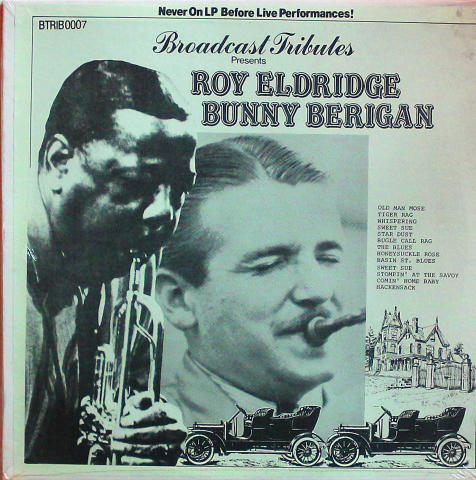 Never On LP Before Live Performances!
BTRIB0007
Broadcast Tributes
Presents
ROY ELDRIDGE
BUNNY BERIGAN
OLD MAN MOSE
TIGER RAG
WHISPERING
SWEET SUE
STAR DUST
BUGLE CALL RAG
THE BLUES
HONEYSUCKLE ROSE
BASIN ST. BLUES
SWEET SUE
STOMPIN' AT THE SAVOY
COMIN' HOME BABY
HACKENSACK